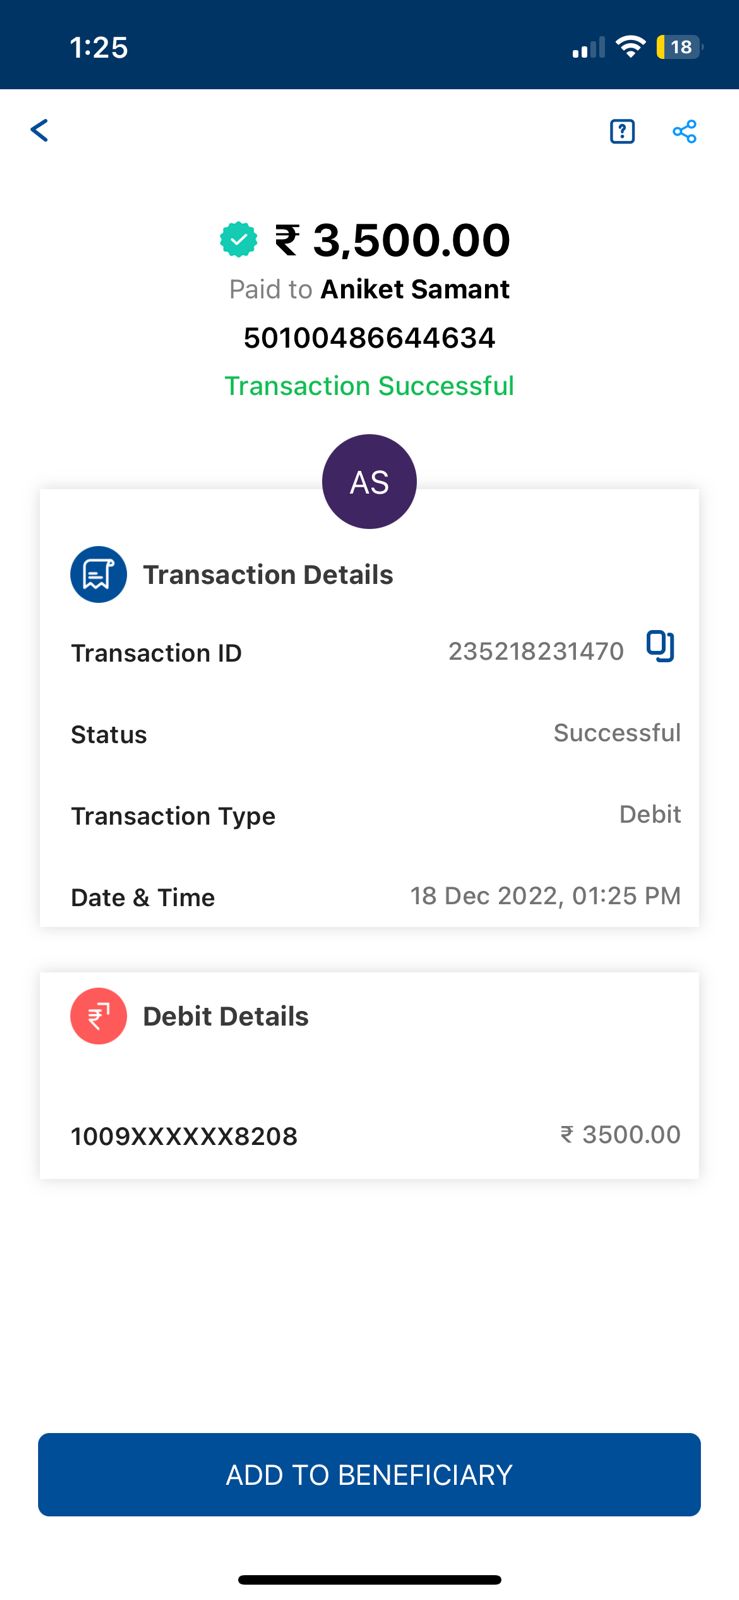 1:25
18
?
₹ 3,500.00
Paid to Aniket Samant
50100486644634
Transaction Successful
AS
Transaction Details
Transaction ID 235218231470
Status Successful
Transaction Type Debit
Date & Time 18 Dec 2022, 01:25 PM
₹
Debit Details
1009XXXXXX8208 ₹ 3500.00
ADD TO BENEFICIARY